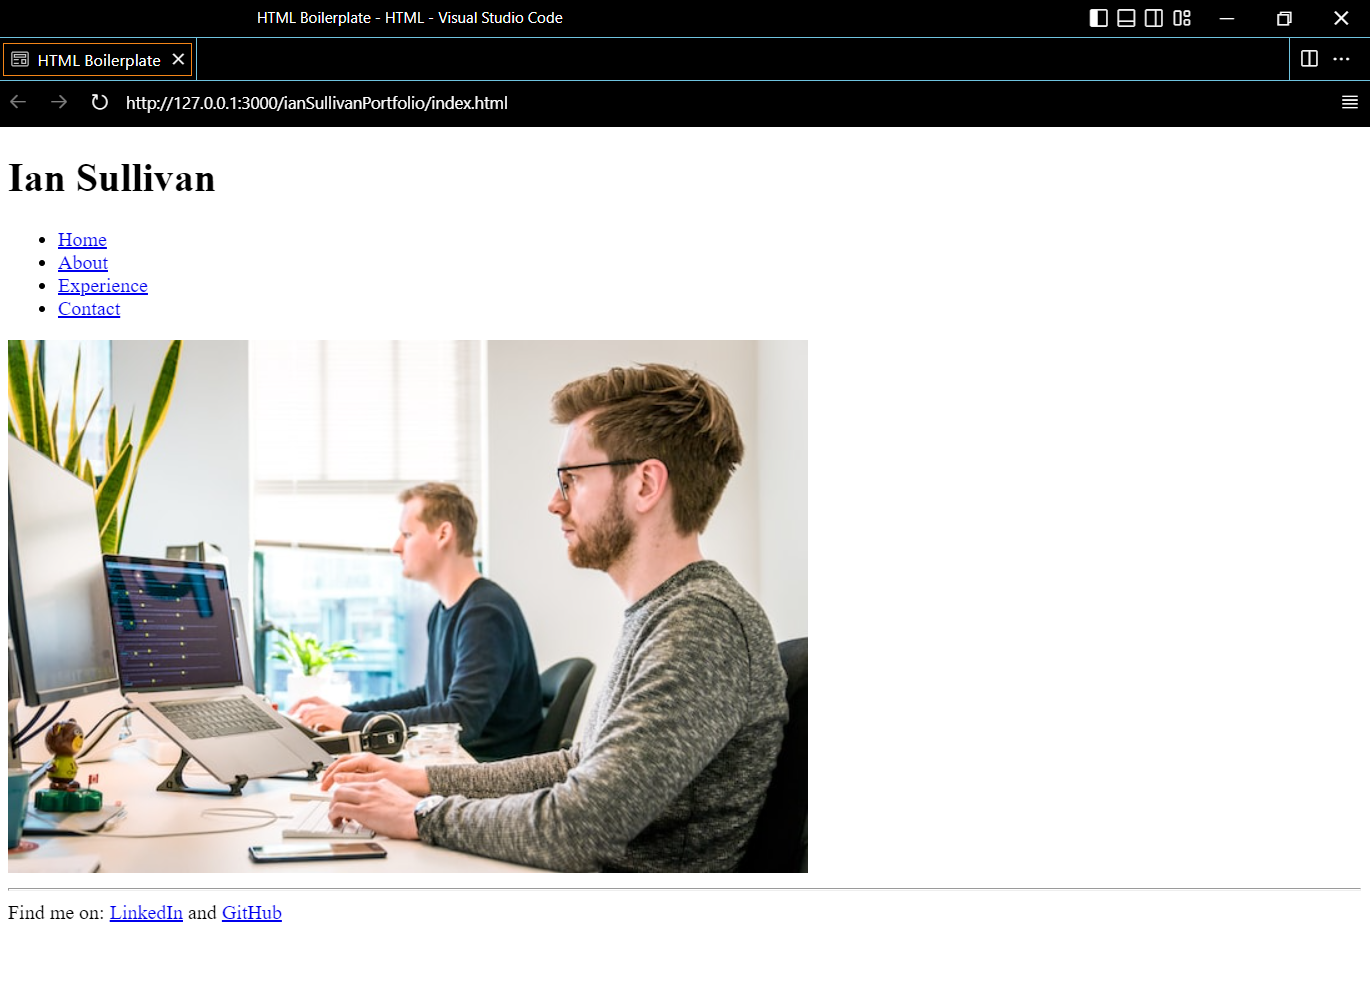 HTML Boilerplate - HTML - Visual Studio Code
HTML Boilerplate
http://127.0.0.1:3000/ianSullivanPortfolio/index.html
Ian Sullivan
Home
About
Experience
Contact
Find me on: LinkedIn and GitHub